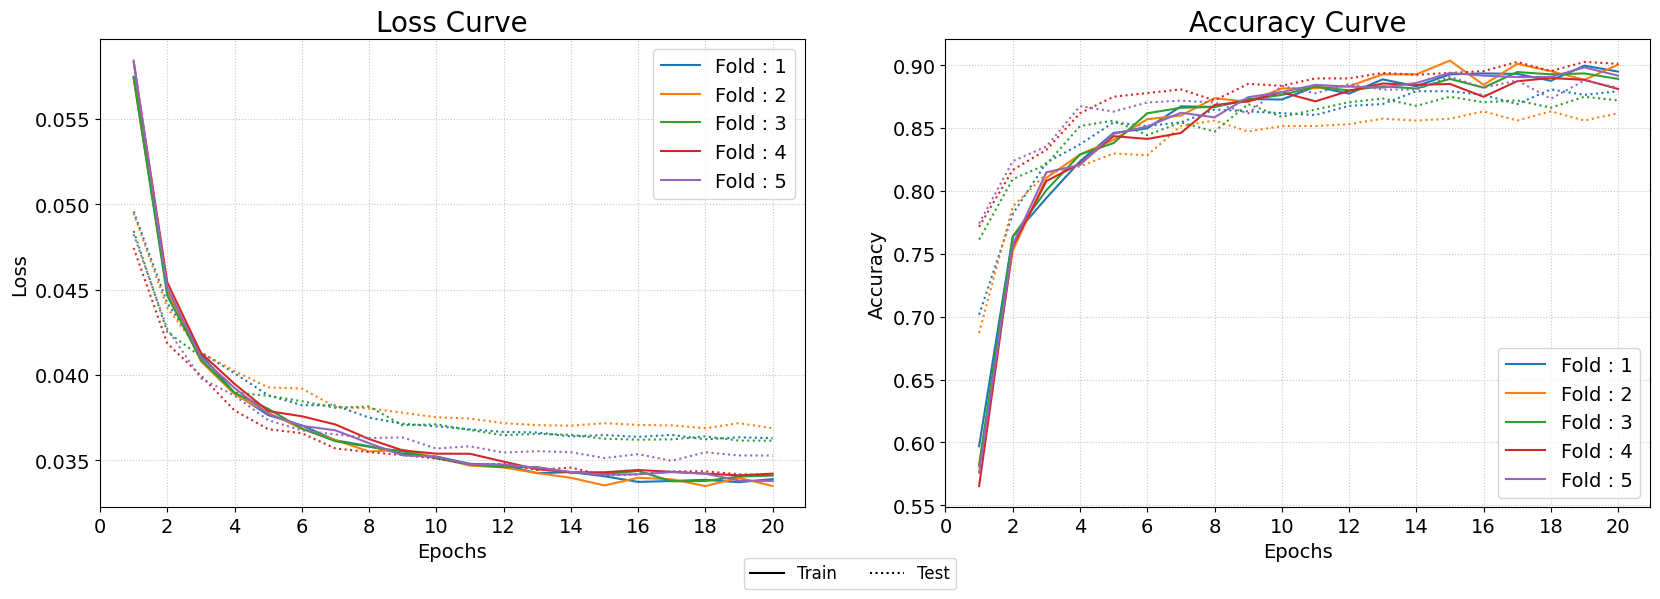 Loss Curve
Loss
0.055
0.050
0.045
0.040
0.035
0 2 4 6 8 10 12 14 16 18 20
Epochs
Fold : 1
Fold : 2
Fold : 3
Fold : 4
Fold : 5
Accuracy Curve
Accuracy
0.90
0.85
0.80
0.75
0.70
0.65
0.60
0.55
0 2 4 6 8 10 12 14 16 18 20
Epochs
Fold : 1
Fold : 2
Fold : 3
Fold : 4
Fold : 5
Train Test